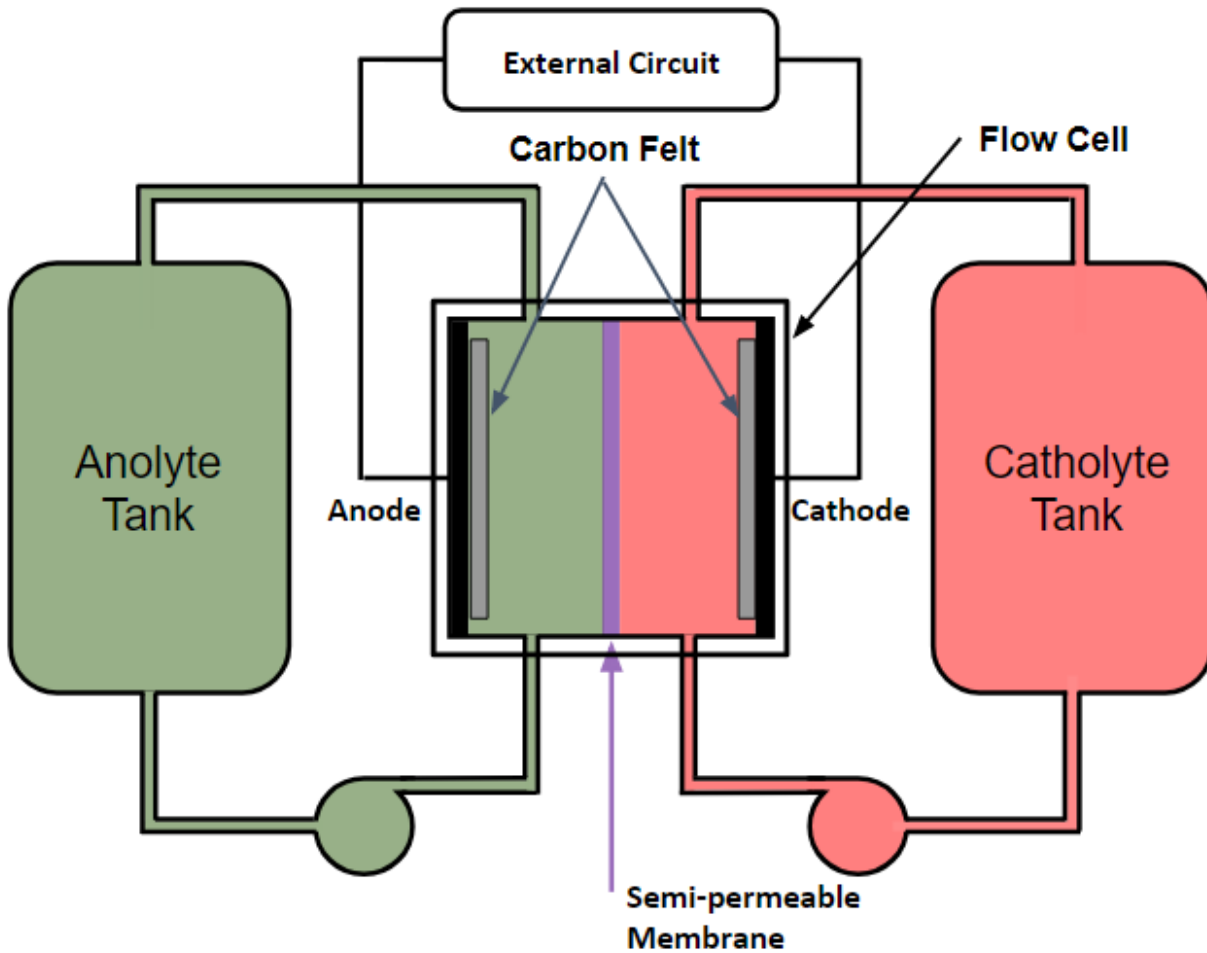 External Circuit
Carbon Felt
Flow Cell
Anolyte
Tank
Catholyte
Tank
Anode
Cathode
Semi-permeable
Membrane